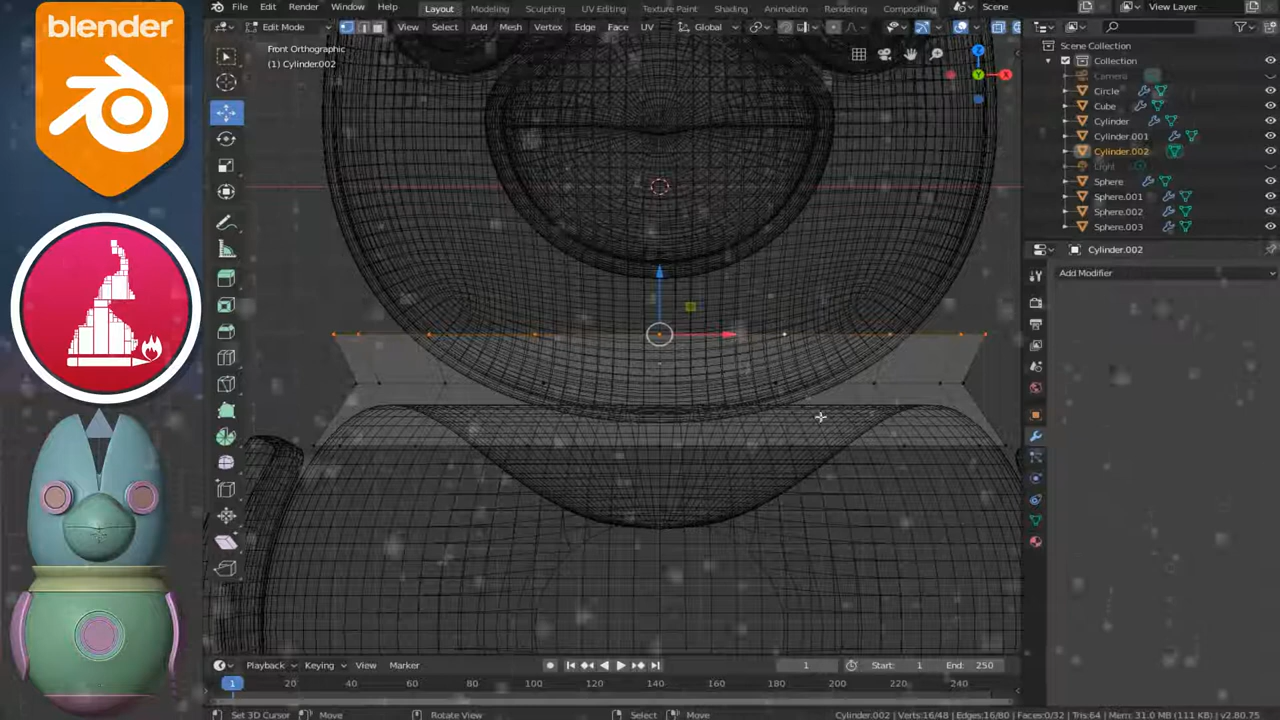 blender
File Edit Render Window Help Layout Modeling Sculpting UV Editing Texture Paint Shading Animation Rendering Compositing Scene View Layer
Edit Mode View Select Add Mesh Vertex Edge Face UV Global
Front Orthographic
(1) Cylinder.002
Z
Y
X
Scene Collection
Collection
Camera
Circle
Cube
Cylinder
Cylinder.001
Cylinder.002
Light
Sphere
Sphere.001
Sphere.002
Sphere.003
Cylinder.002
Add Modifier
Playback Keying View Marker 1 Start: 1 End: 250
1 20 40 60 80 100 120 140 160 180 200 220 240
Set 3D Cursor Move Rotate View Select Move Cylinder.002 | Verts:16/48 | Edges:16/80 | Faces:0/32 | Tris:64 | Mem: 31.0 MB (111 KB) | v2.80.75